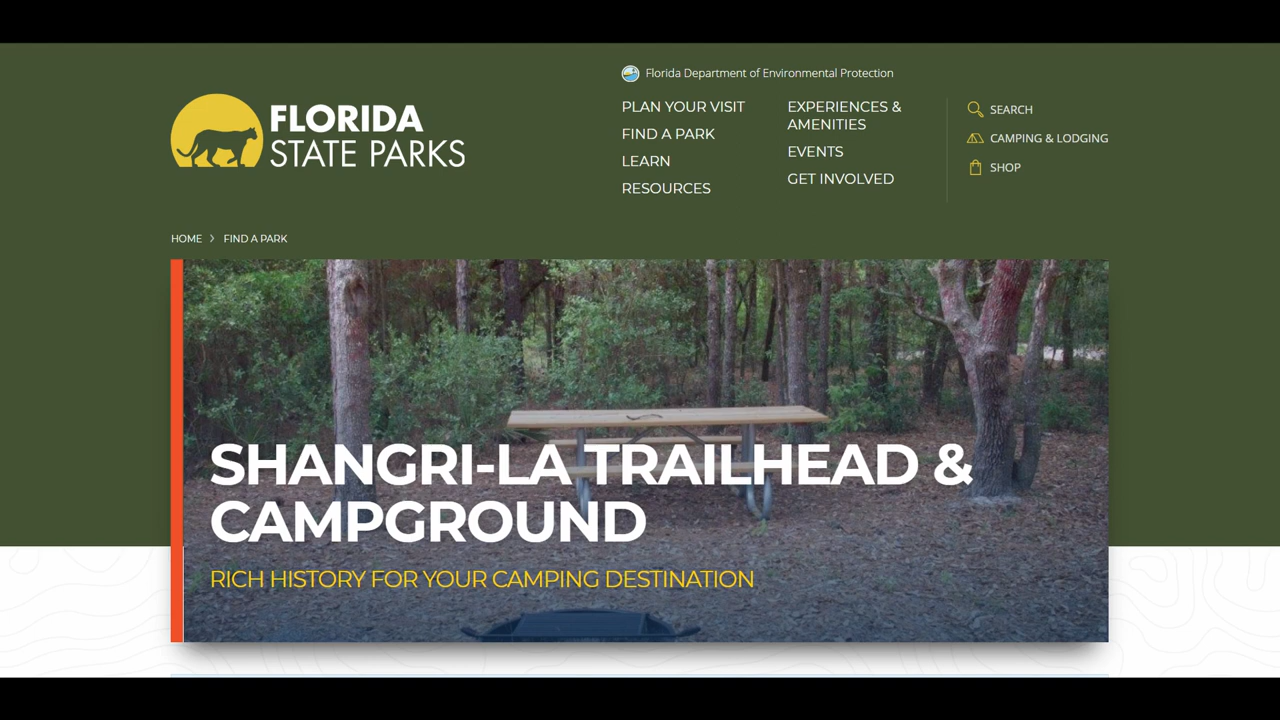 Florida Department of Environmental Protection
FLORIDA
STATE PARKS
PLAN YOUR VISIT
FIND A PARK
LEARN
RESOURCES
EXPERIENCES &
AMENITIES
EVENTS
GET INVOLVED
SEARCH
CAMPING & LODGING
SHOP
HOME > FIND A PARK
SHANGRI-LA TRAILHEAD &
CAMPGROUND
RICH HISTORY FOR YOUR CAMPING DESTINATION